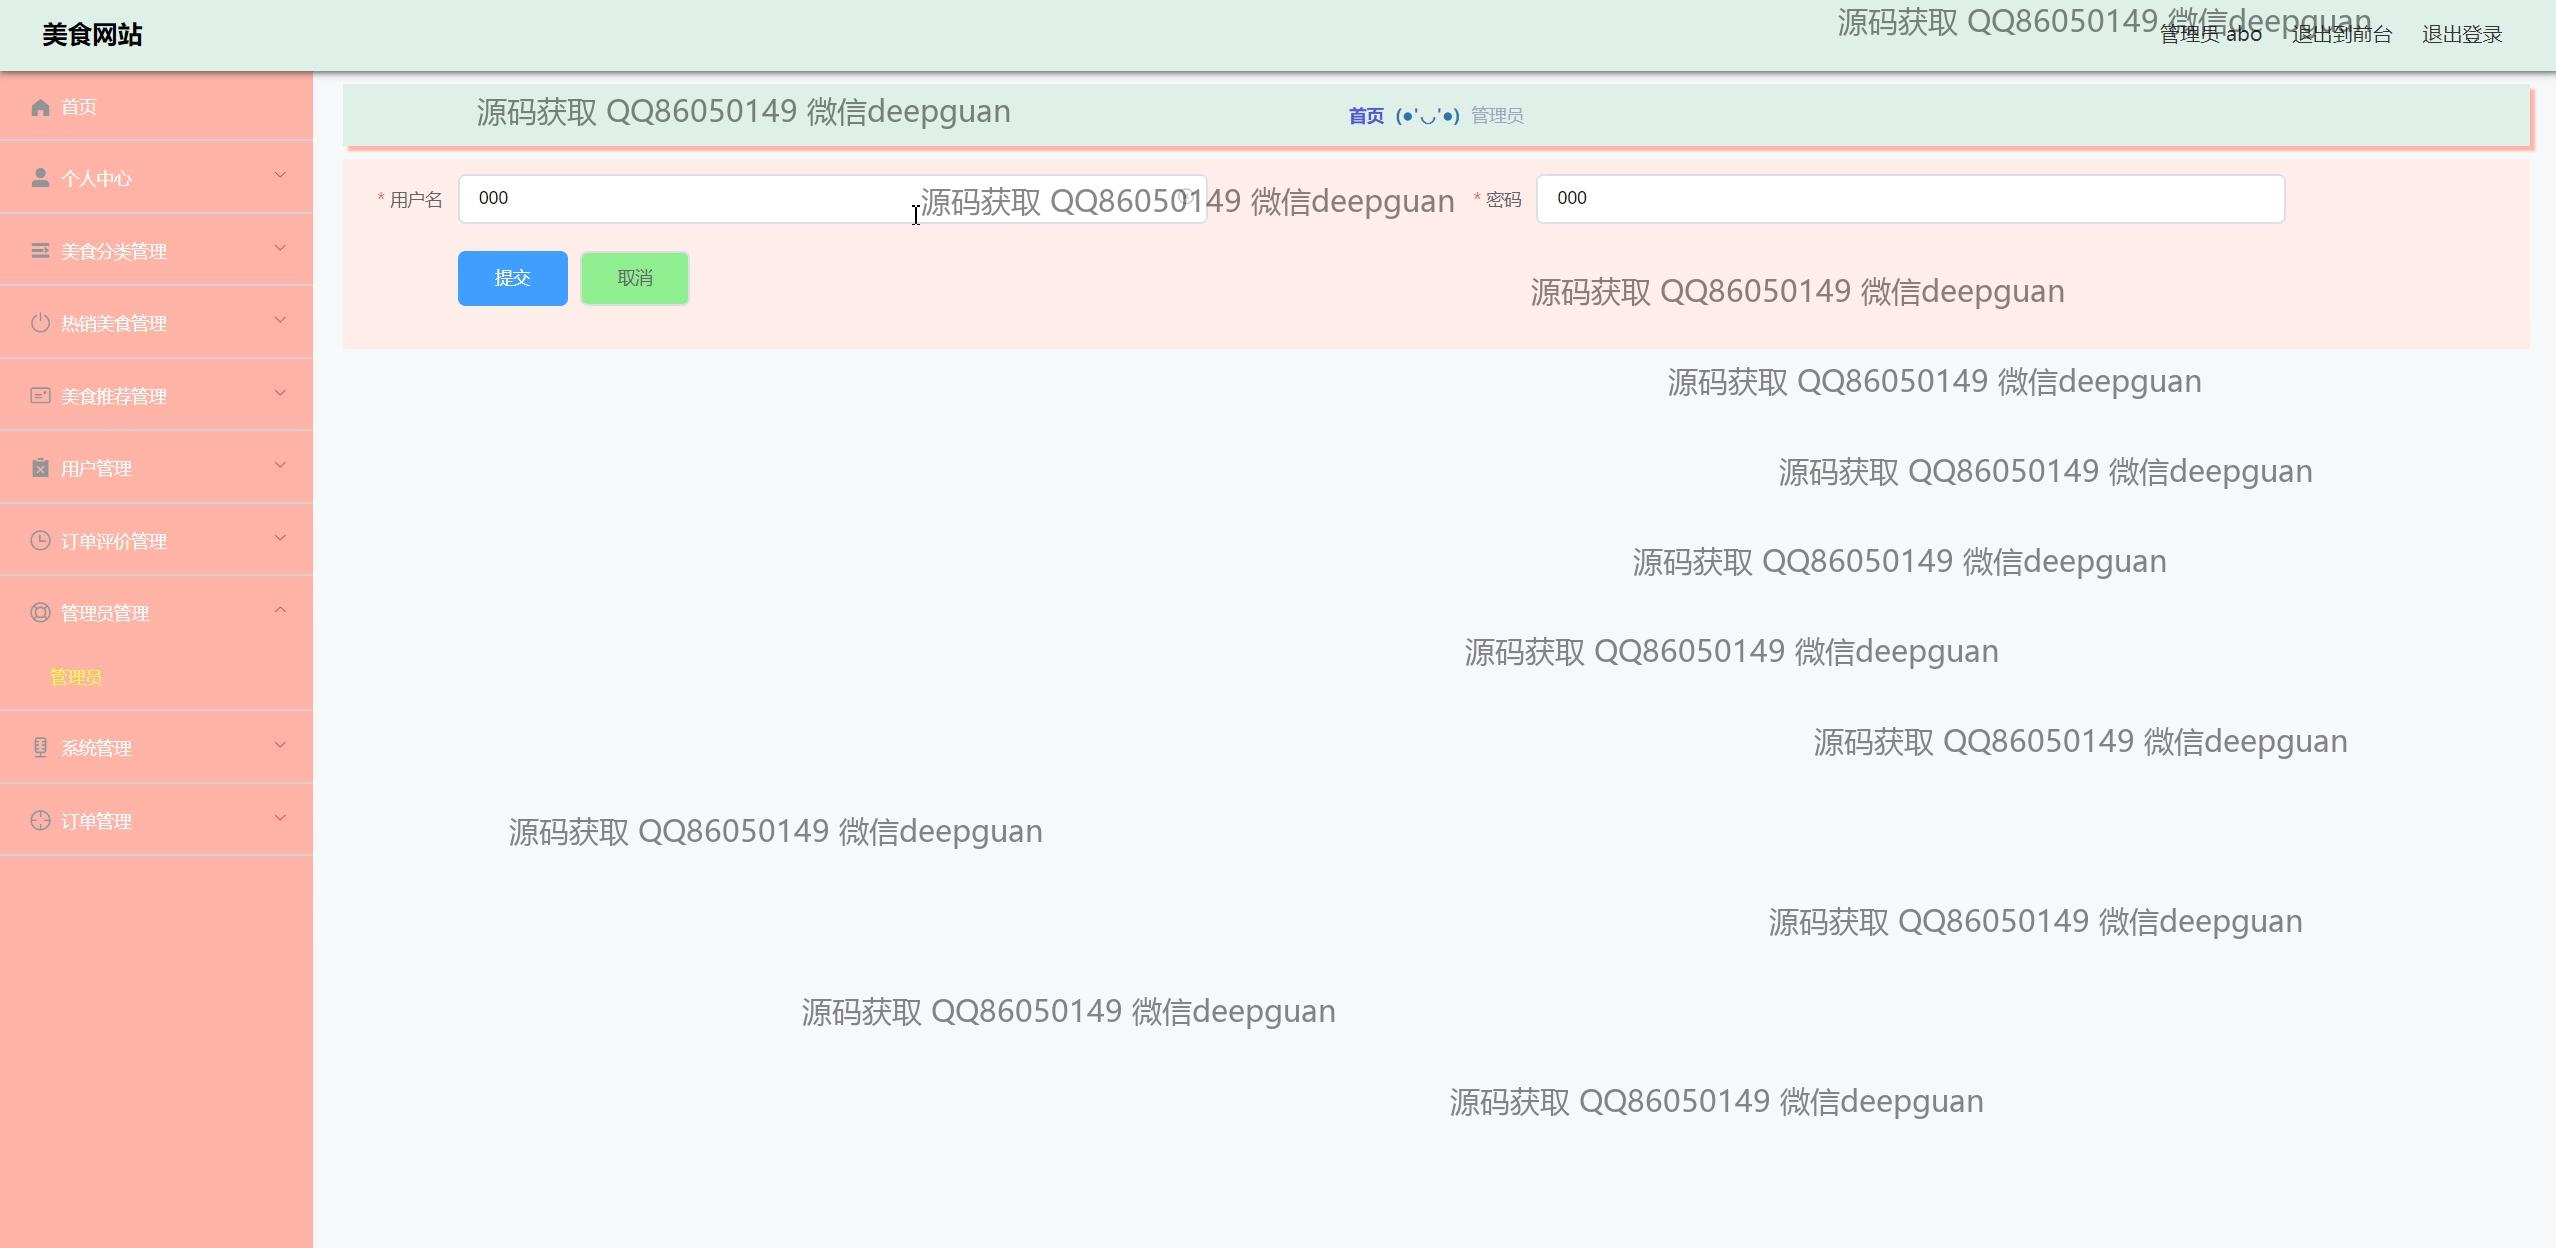 美食网站
源码获取 QQ86050149 微信deepguan
管理员 abo 退出到前台 退出登录
首页
个人中心
美食分类管理
热销美食管理
美食推荐管理
用户管理
订单评价管理
管理员管理
管理员
系统管理
订单管理
源码获取 QQ86050149 微信deepguan
首页 (●'◡'●) 管理员
* 用户名 000
源码获取 QQ86050149 微信deepguan
* 密码 000
提交 取消
源码获取 QQ86050149 微信deepguan
源码获取 QQ86050149 微信deepguan
源码获取 QQ86050149 微信deepguan
源码获取 QQ86050149 微信deepguan
源码获取 QQ86050149 微信deepguan
源码获取 QQ86050149 微信deepguan
源码获取 QQ86050149 微信deepguan
源码获取 QQ86050149 微信deepguan
源码获取 QQ86050149 微信deepguan
源码获取 QQ86050149 微信deepguan